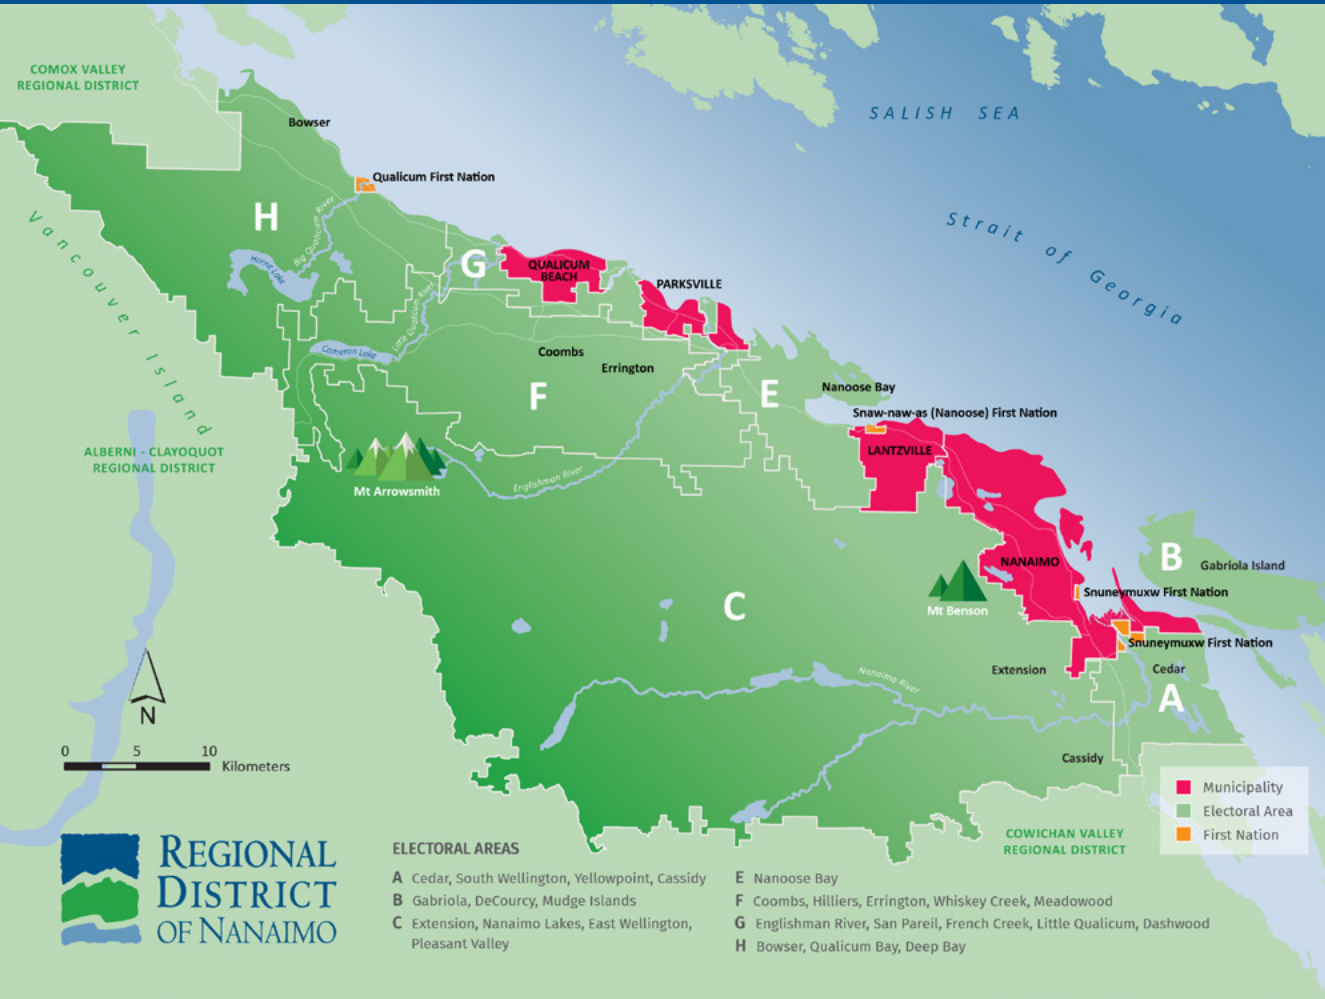 COMOX VALLEY
REGIONAL DISTRICT
SALISH SEA
Bowser
Qualicum First Nation
Strait of Georgia
Vancouver Island
H
Big Qualicum River
Horne Lake
G
QUALICUM
BEACH
PARKSVILLE
Little Qualicum River
Cameron Lake
Coombs
Errington
F
E
Nanoose Bay
Snaw-naw-as (Nanoose) First Nation
LANTZVILLE
ALBERNI - CLAYOQUOT
REGIONAL DISTRICT
Mt Arrowsmith
Englishman River
B
Gabriola Island
NANAIMO
Snuneymuxw First Nation
Mt Benson
C
Snuneymuxw First Nation
Extension
Cedar
A
Nanaimo River
N
0 5 10
Kilometers
Cassidy
Municipality
Electoral Area
First Nation
COWICHAN VALLEY
REGIONAL DISTRICT
REGIONAL
DISTRICT
OF NANAIMO
ELECTORAL AREAS
A Cedar, South Wellington, Yellowpoint, Cassidy
B Gabriola, DeCourcy, Mudge Islands
C Extension, Nanaimo Lakes, East Wellington,
Pleasant Valley
E Nanoose Bay
F Coombs, Hilliers, Errington, Whiskey Creek, Meadowood
G Englishman River, San Pareil, French Creek, Little Qualicum, Dashwood
H Bowser, Qualicum Bay, Deep Bay